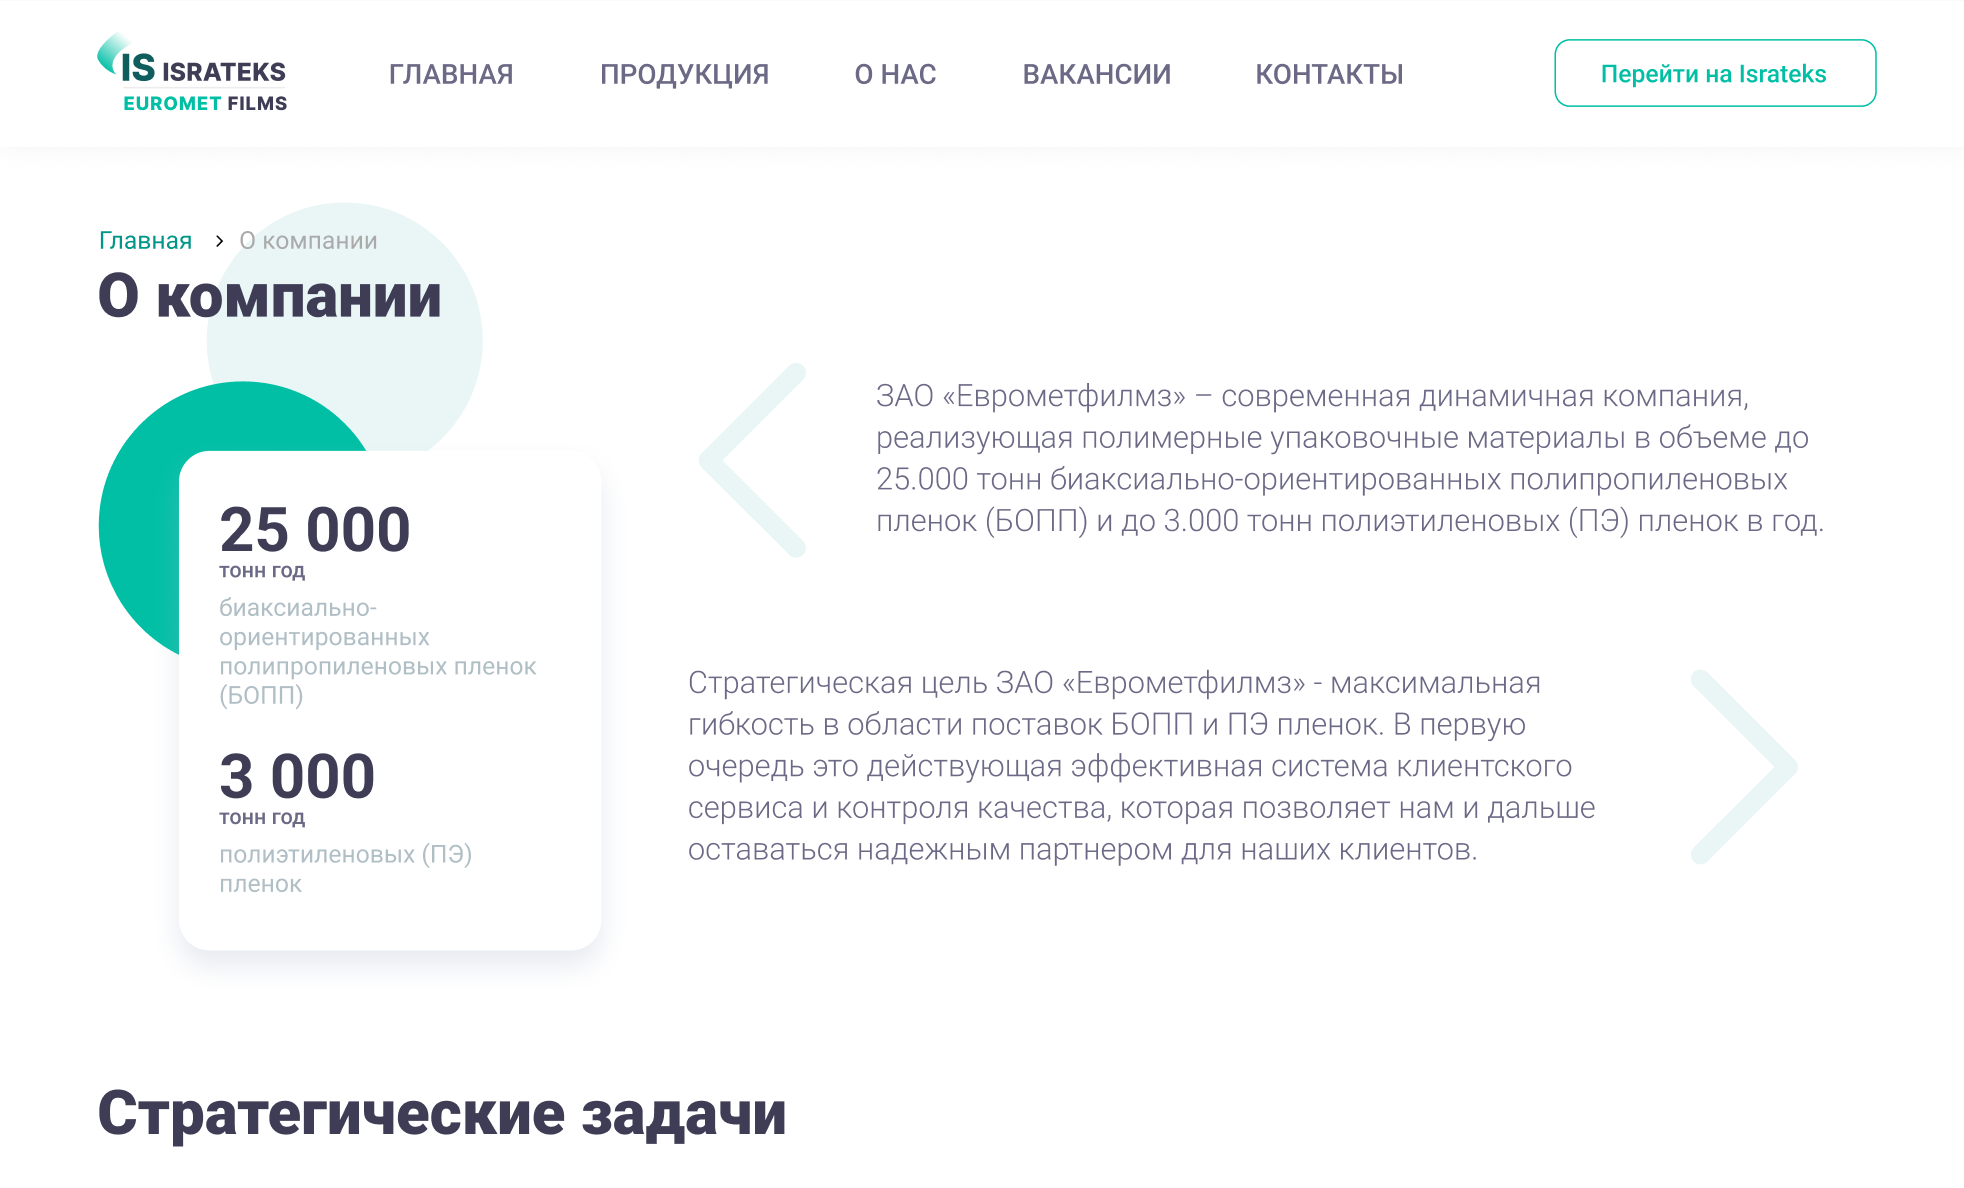 IS ISRATEKS
EUROMET FILMS
ГЛАВНАЯ
ПРОДУКЦИЯ
О НАС
ВАКАНСИИ
КОНТАКТЫ
Перейти на Israteks
Главная > О компании
О компании
25 000
тонн год
биаксиально-
ориентированных
полипропиленовых пленок
(БОПП)
3 000
тонн год
полиэтиленовых (ПЭ)
пленок
ЗАО «Еврометфилмз» – современная динамичная компания,
реализующая полимерные упаковочные материалы в объеме до
25.000 тонн биаксиально-ориентированных полипропиленовых
пленок (БОПП) и до 3.000 тонн полиэтиленовых (ПЭ) пленок в год.
Стратегическая цель ЗАО «Еврометфилмз» - максимальная
гибкость в области поставок БОПП и ПЭ пленок. В первую
очередь это действующая эффективная система клиентского
сервиса и контроля качества, которая позволяет нам и дальше
оставаться надежным партнером для наших клиентов.
Стратегические задачи